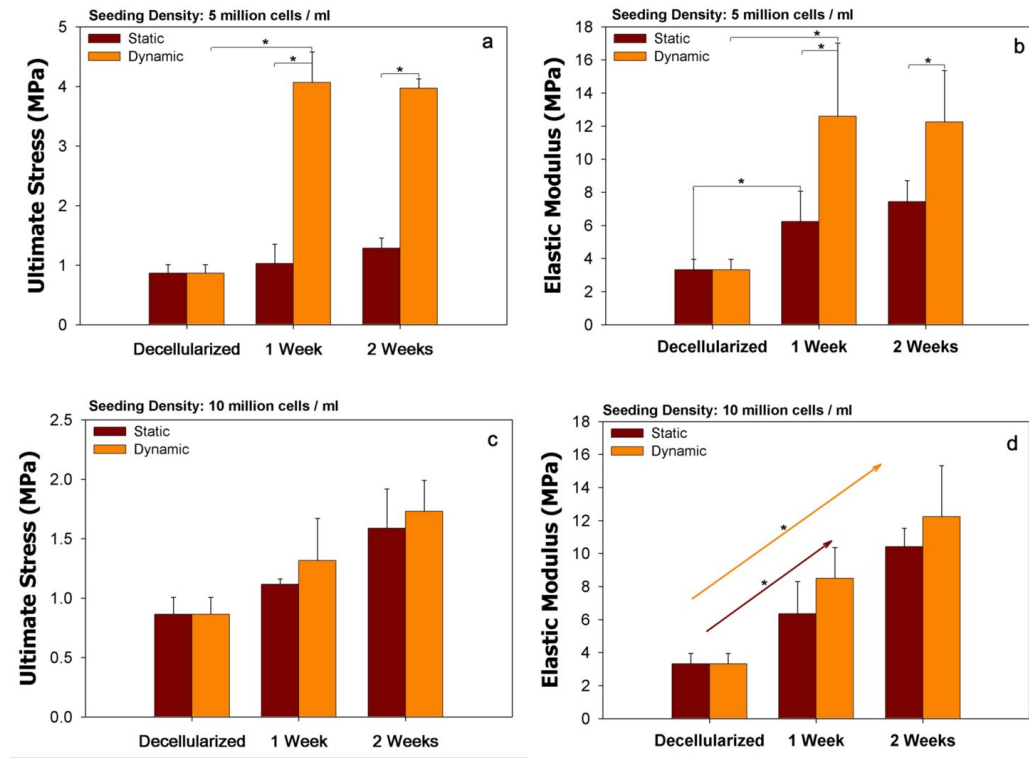 Seeding Density: 5 million cells / ml
a
Static
Dynamic
Ultimate Stress (MPa)
5
4
3
2
1
0
* * *
Decellularized 1 Week 2 Weeks
Seeding Density: 5 million cells / ml
b
Static
Dynamic
Elastic Modulus (MPa)
18
16
14
12
10
8
6
4
2
0
* * * *
Decellularized 1 Week 2 Weeks
Seeding Density: 10 million cells / ml
c
Static
Dynamic
Ultimate Stress (MPa)
2.5
2.0
1.5
1.0
0.5
0.0
Decellularized 1 Week 2 Weeks
Seeding Density: 10 million cells / ml
d
Static
Dynamic
Elastic Modulus (MPa)
18
16
14
12
10
8
6
4
2
0
* *
Decellularized 1 Week 2 Weeks